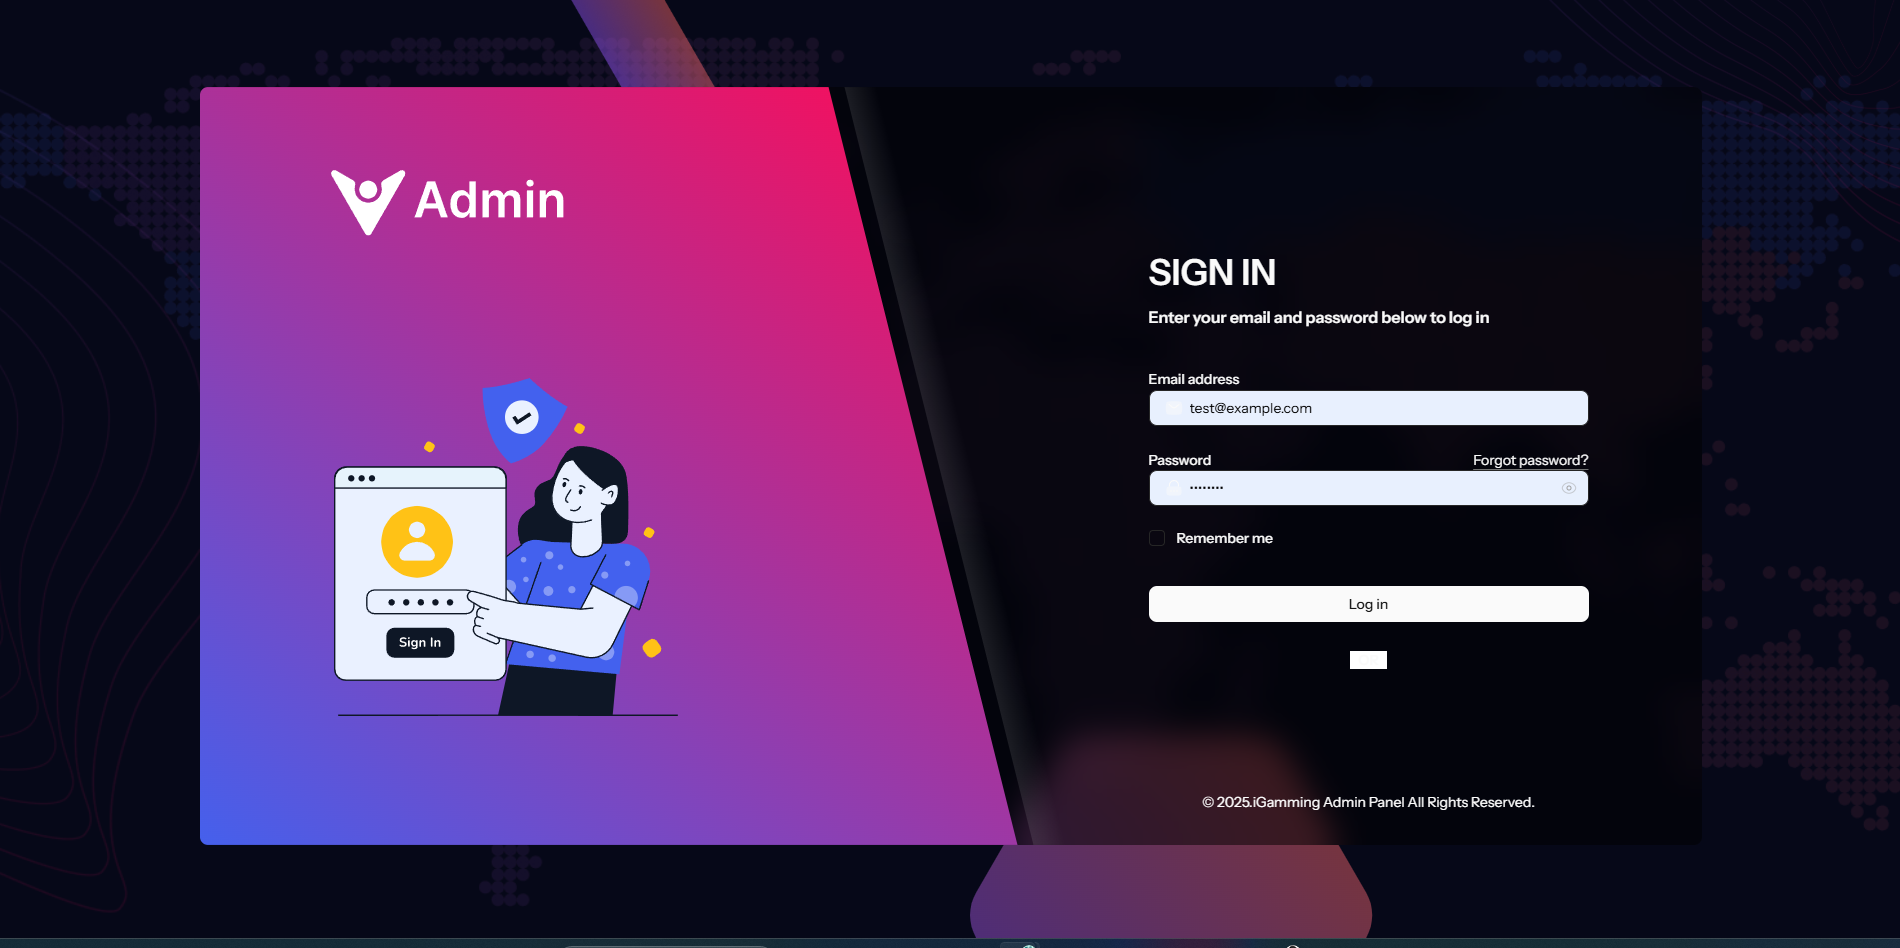 Admin
Sign In
SIGN IN
Enter your email and password below to log in
Email address
test@example.com
Password
Forgot password?
••••••••
Remember me
Log in
© 2025.iGamming Admin Panel All Rights Reserved.